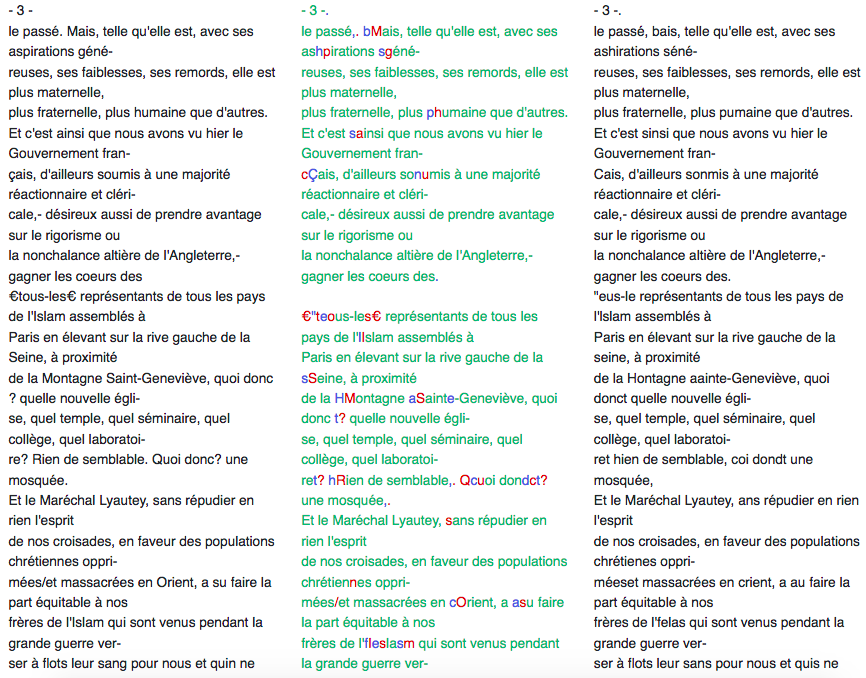 - 3 -
le passé. Mais, telle qu'elle est, avec ses
aspirations géné-
reuses, ses faiblesses, ses remords, elle est
plus maternelle,
plus fraternelle, plus humaine que d'autres.
Et c'est ainsi que nous avons vu hier le
Gouvernement fran-
çais, d'ailleurs soumis à une majorité
réactionnaire et cléri-
cale,- désireux aussi de prendre avantage
sur le rigorisme ou
la nonchalance altière de l'Angleterre,-
gagner les coeurs des
€tous-les€ représentants de tous les pays
de l'Islam assemblés à
Paris en élevant sur la rive gauche de la
Seine, à proximité
de la Montagne Saint-Geneviève, quoi donc
? quelle nouvelle égli-
se, quel temple, quel séminaire, quel
collège, quel laboratoi-
re? Rien de semblable. Quoi donc? une
mosquée.
Et le Maréchal Lyautey, sans répudier en
rien l'esprit
de nos croisades, en faveur des populations
chrétiennes oppri-
mées/et massacrées en Orient, a su faire la
part équitable à nos
frères de l'Islam qui sont venus pendant la
grande guerre ver-
ser à flots leur sang pour nous et quin ne
- 3 -.
le passé,. bMais, telle qu'elle est, avec ses
ashpirations sgéné-
reuses, ses faiblesses, ses remords, elle est
plus maternelle,
plus fraternelle, plus phumaine que d'autres.
Et c'est sainsi que nous avons vu hier le
Gouvernement fran-
cÇais, d'ailleurs sonumis à une majorité
réactionnaire et cléri-
cale,- désireux aussi de prendre avantage
sur le rigorisme ou
la nonchalance altière de l'Angleterre,-
gagner les coeurs des.
€"teous-les€ représentants de tous les
pays de l'lIslam assemblés à
Paris en élevant sur la rive gauche de la
sSeine, à proximité
de la HMontagne aSainte-Geneviève, quoi
donc t? quelle nouvelle égli-
se, quel temple, quel séminaire, quel
collège, quel laboratoi-
ret? hRien de semblable,. Qcuoi dondct?
une mosquée,.
Et le Maréchal Lyautey, sans répudier en
rien l'esprit
de nos croisades, en faveur des populations
chrétiennes oppri-
mées/et massacrées en cOrient, a asu faire
la part équitable à nos
frères de l'fIeslasm qui sont venus pendant
la grande guerre ver-
- 3 -.
le passé, bais, telle qu'elle est, avec ses
ashirations séné-
reuses, ses faiblesses, ses remords, elle est
plus maternelle,
plus fraternelle, plus pumaine que d'autres.
Et c'est sinsi que nous avons vu hier le
Gouvernement fran-
Cais, d'ailleurs sonmis à une majorité
réactionnaire et cléri-
cale,- désireux aussi de prendre avantage
sur le rigorisme ou
la nonchalance altière de l'Angleterre,-
gagner les coeurs des.
"eus-le représentants de tous les pays de
l'lslam assemblés à
Paris en élevant sur la rive gauche de la
seine, à proximité
de la Hontagne aainte-Geneviève, quoi
donct quelle nouvelle égli-
se, quel temple, quel séminaire, quel
collège, quel laboratoi-
ret hien de semblable, coi dondt une
mosquée,
Et le Maréchal Lyautey, ans répudier en rien
l'esprit
de nos croisades, en faveur des populations
chrétienes oppri-
méeset massacrées en crient, a au faire la
part équitable à nos
frères de l'felas qui sont venus pendant la
grande guerre ver-
ser à flots leur sans pour nous et quis ne